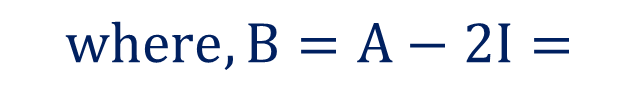 where, B = A − 2I =